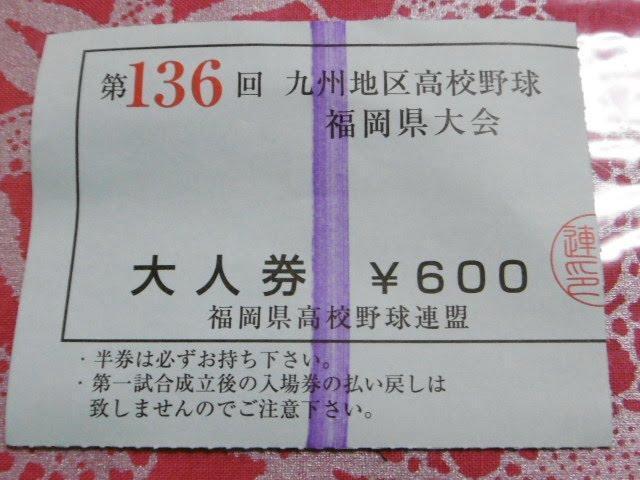 第136回 九州地区高校野球
福岡県大会
大人券 ¥600
福岡県高校野球連盟
・半券は必ずお持ち下さい。
・第一試合成立後の入場券の払い戻しは
致しませんのでご注意下さい。